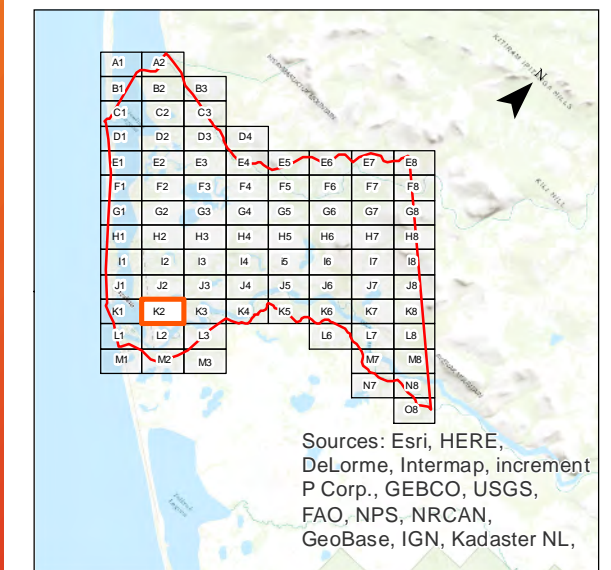 KITIRAM IPITINGA HILLS
N
A1 A2
B1 B2 B3
C1 C2 C3
D1 D2 D3 D4
E1 E2 E3 E4 E5 E6 E7 E8
F1 F2 F3 F4 F5 F6 F7 F8
KILL HILL
G1 G2 G3 G4 G5 G6 G7 G8
H1 H2 H3 H4 H5 H6 H7 H8
I1 I2 I3 I4 I5 I6 I7 I8
J1 J2 J3 J4 J5 J6 J7 J8
K1 K2 K3 K4 K5 K6 K7 K8
L1 L2 L3 L6 L7 L8
M1 M2 M3 M7 M8
N7 N8
O8
Sources: Esri, HERE,
DeLorme, Intermap, increment
P Corp., GEBCO, USGS,
FAO, NPS, NRCAN,
GeoBase, IGN, Kadaster NL,